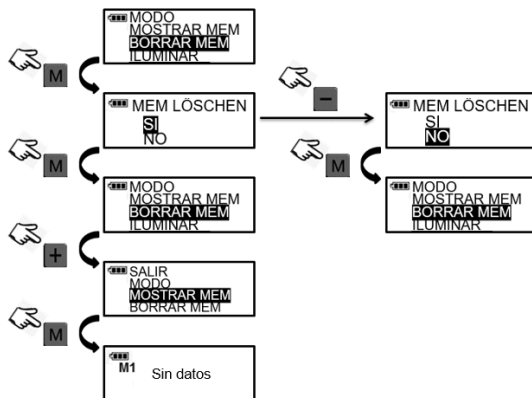 MODO
MOSTRAR MEM
BORRAR MEM
ILUMINAR
M
MEM LÖSCHEN
SI
NO
−
MEM LÖSCHEN
SI
NO
M
MODO
MOSTRAR MEM
BORRAR MEM
ILUMINAR
M
MODO
MOSTRAR MEM
BORRAR MEM
ILUMINAR
+
SALIR
MODO
MOSTRAR MEM
BORRAR MEM
M
M1 Sin datos